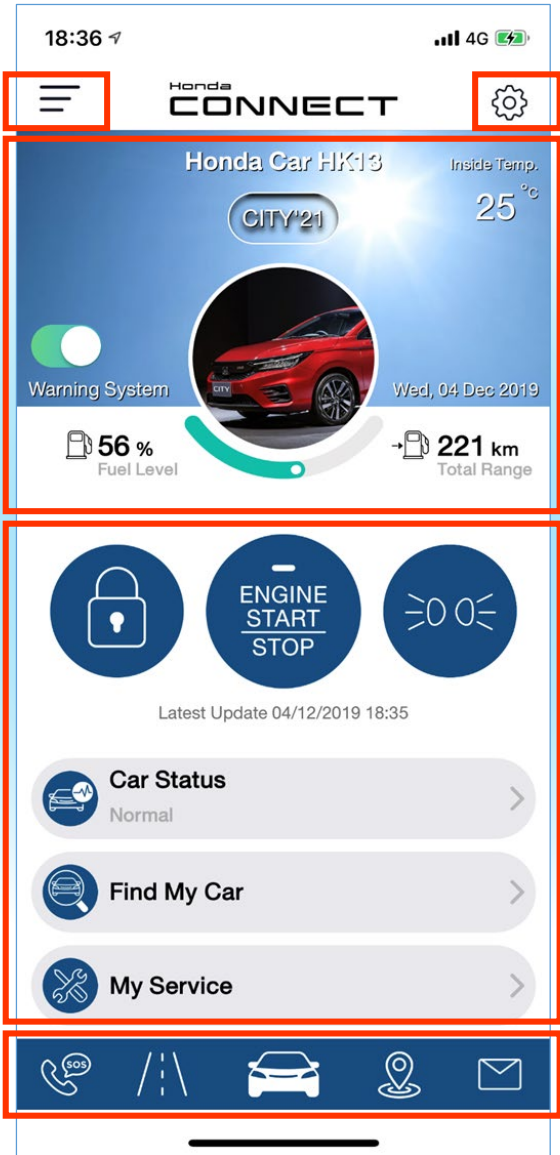 18:36
4G
Honda
CONNECT
Honda Car HK13
Inside Temp.
25 °C
CITY'21
CITY
Warning System
Wed, 04 Dec 2019
56 %
Fuel Level
221 km
Total Range
ENGINE
START
STOP
Latest Update 04/12/2019 18:35
Car Status
Normal
Find My Car
My Service
SOS